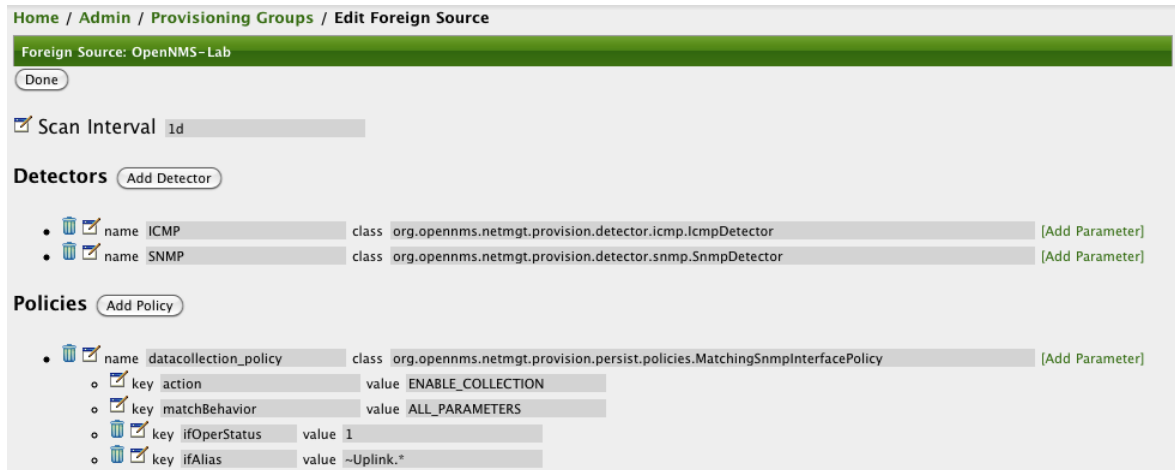 Home / Admin / Provisioning Groups / Edit Foreign Source
Foreign Source: OpenNMS-Lab
Done
Scan Interval 1d
Detectors Add Detector
name ICMP class org.opennms.netmgt.provision.detector.icmp.IcmpDetector [Add Parameter]
name SNMP class org.opennms.netmgt.provision.detector.snmp.SnmpDetector [Add Parameter]
Policies Add Policy
name datacollection_policy class org.opennms.netmgt.provision.persist.policies.MatchingSnmpInterfacePolicy [Add Parameter]
key action value ENABLE_COLLECTION
key matchBehavior value ALL_PARAMETERS
key ifOperStatus value 1
key ifAlias value ~Uplink.*